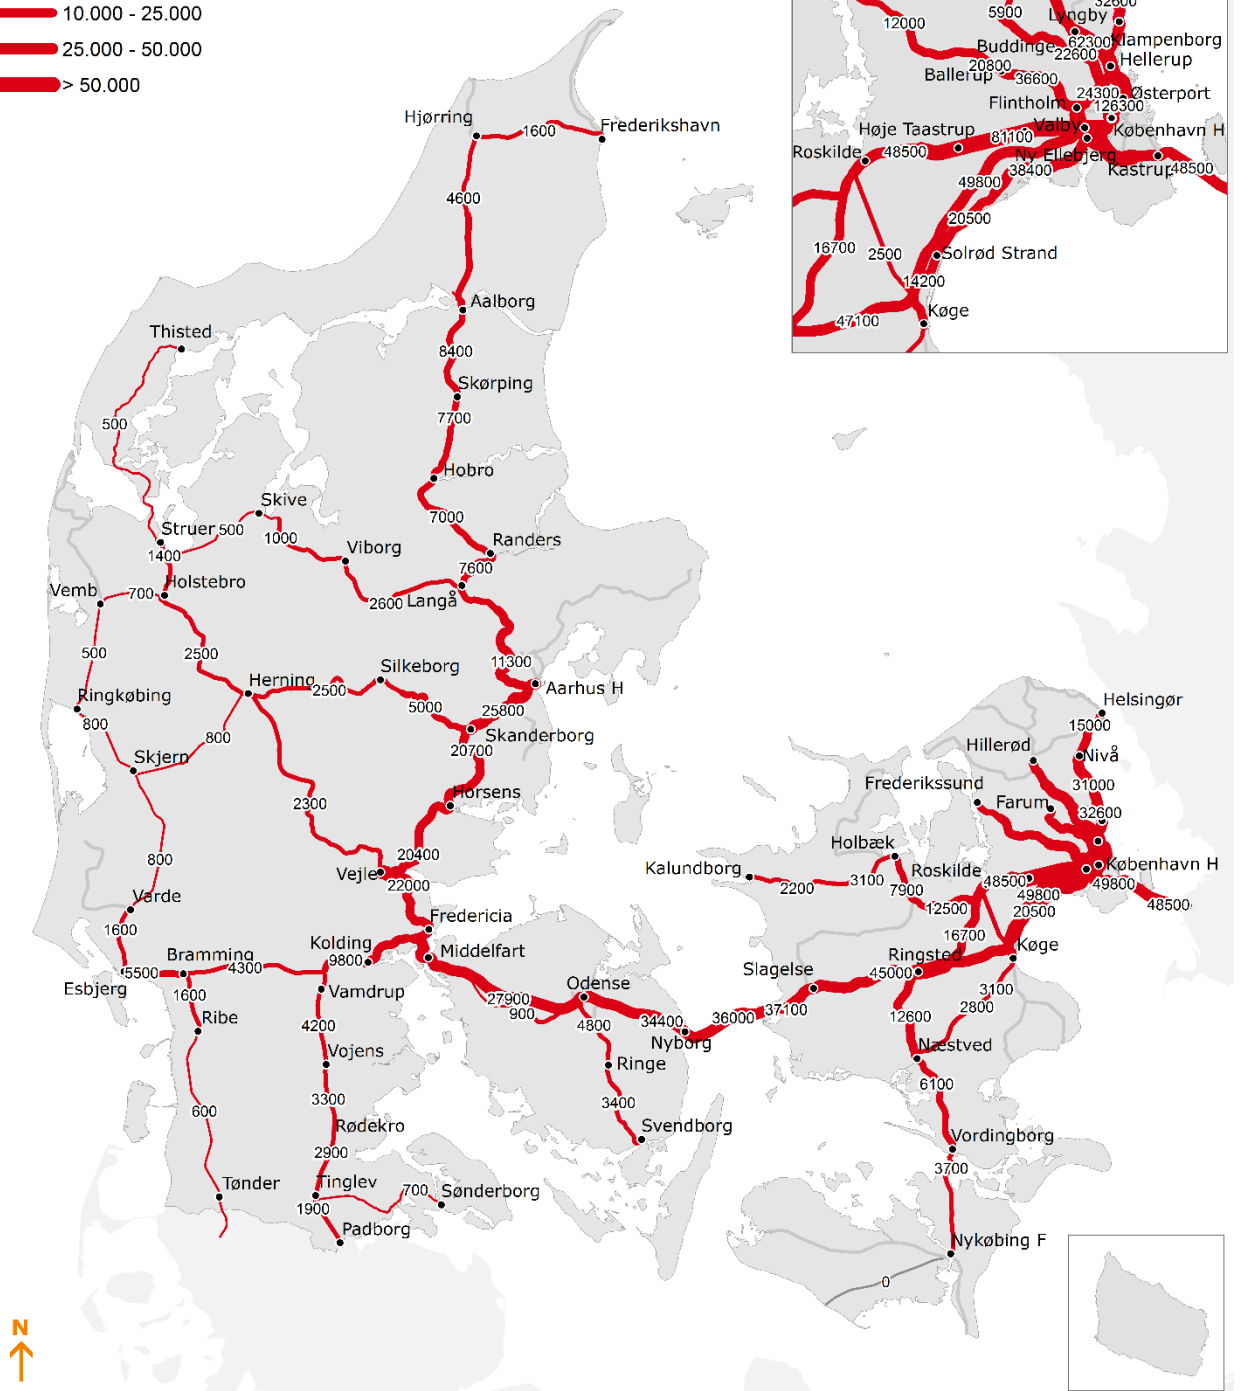 10.000 - 25.000
25.000 - 50.000
> 50.000
12000
5900
32600
Lyngby
62300
Klampenborg
Buddinge
22600
Hellerup
20800
Ballerup
36600
24300
Østerport
Flintholm
126300
Høje Taastrup
81100
Valby
København H
Roskilde
48500
Ny Ellebjerg
38400
Kastrup
48500
49800
20500
16700
2500
Solrød Strand
14200
47100
Køge
Hjørring
1600
Frederikshavn
4600
Aalborg
Thisted
8400
Skørping
500
7700
Hobro
Skive
7000
Struer
500
1000
Randers
1400
Viborg
7600
Vemb
700
Holstebro
2600
Langå
500
2500
11300
Silkeborg
Herning
2500
Aarhus H
Ringkøbing
5000
25800
800
800
Skanderborg
20700
Skjern
Horsens
2300
800
20400
Vejle
22000
Varde
Fredericia
1600
Kolding
Middelfart
Bramming
4300
9800
5500
Esbjerg
1600
Vamdrup
Odense
27900
900
Ribe
4200
4800
34400
Nyborg
36000
37100
Slagelse
45000
Ringsted
Vojens
Ringe
3300
3400
600
Rødekro
Svendborg
2900
Tønder
Tinglev
700
Sønderborg
1900
Padborg
Helsingør
15000
Hillerød
Nivå
Frederikssund
31000
Farum
32600
Holbæk
Kalundborg
2200
3100
7900
Roskilde
48500
København H
49800
49800
48500
12500
20500
16700
Køge
3100
12600
2800
Næstved
6100
Vordingborg
3700
Nykøbing F
0
N